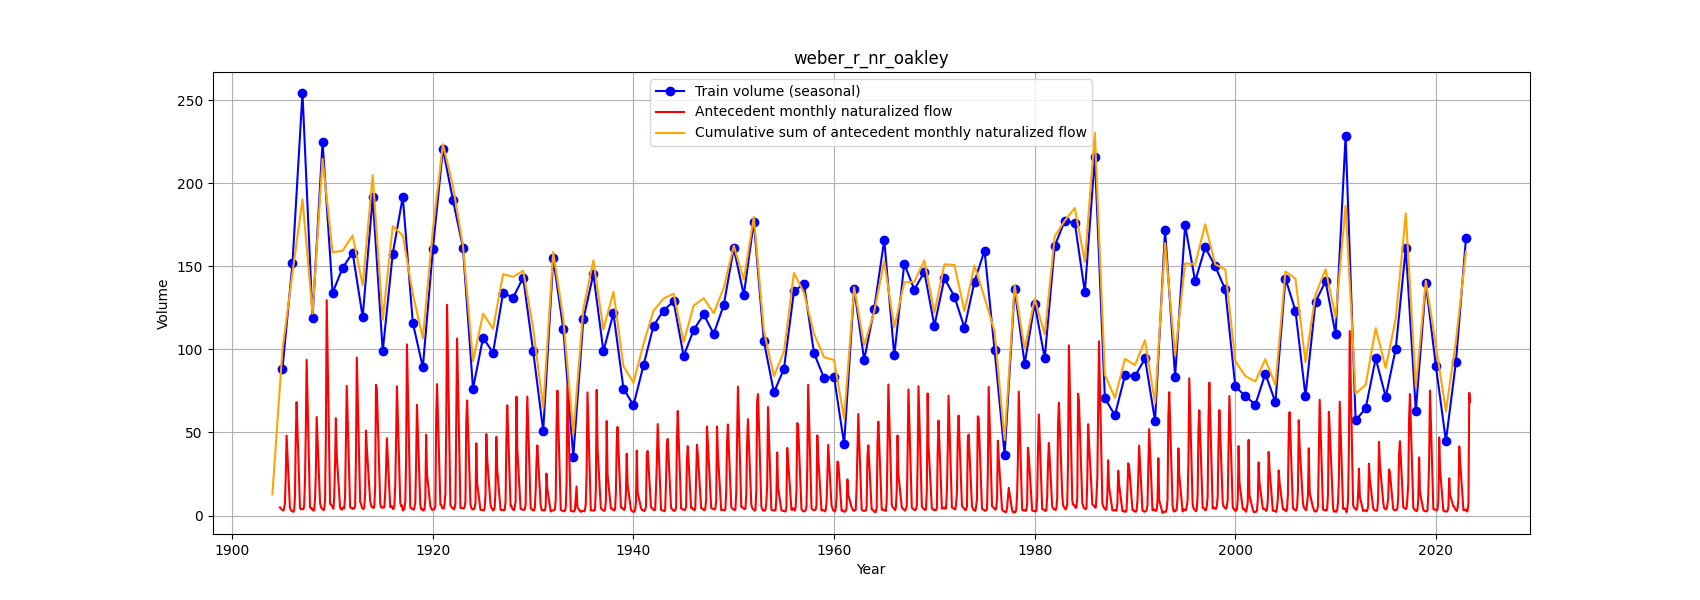 weber_r_nr_oakley
Train volume (seasonal)
Antecedent monthly naturalized flow
Cumulative sum of antecedent monthly naturalized flow
Volume
250
200
150
100
50
0
1900 1920 1940 1960 1980 2000 2020
Year